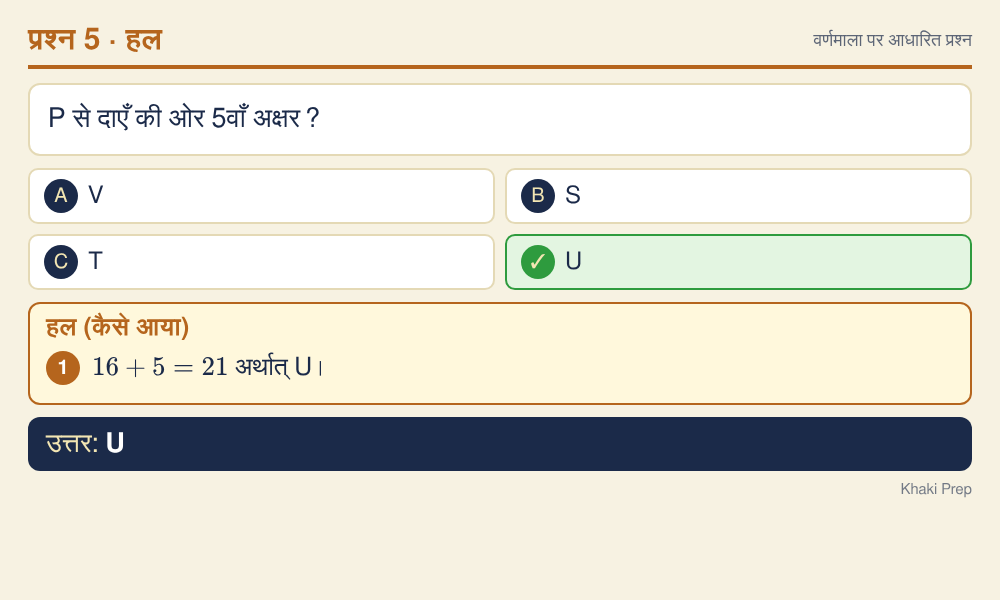 प्रश्न 5 · हल
वर्णमाला पर आधारित प्रश्न
P से दाएँ की ओर 5वाँ अक्षर ?
A V
B S
C T
✓ U
हल (कैसे आया)
1 16 + 5 = 21 अर्थात् U।
उत्तर: U
Khaki Prep